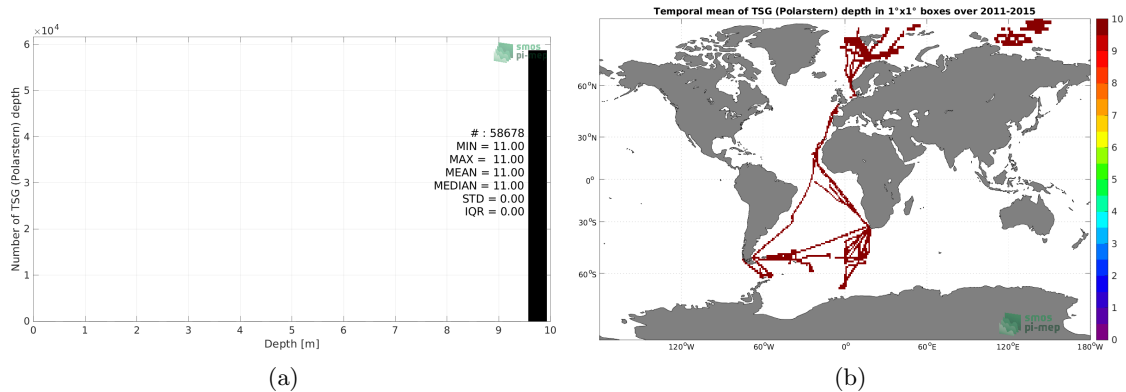 ×10⁴
6
5
4
3
2
1
0
Number of TSG (Polarstern) depth
smos
pi-mep
# : 58678
MIN = 11.00
MAX = 11.00
MEAN = 11.00
MEDIAN = 11.00
STD = 0.00
IQR = 0.00
0 1 2 3 4 5 6 7 8 9 10
Depth [m]
(a)
Temporal mean of TSG (Polarstern) depth in 1°x1° boxes over 2011-2015
60°N
30°N
0°
30°S
60°S
120°W 60°W 0° 60°E 120°E 180°W
smos
pi-mep
10
9
8
7
6
5
4
3
2
1
0
(b)